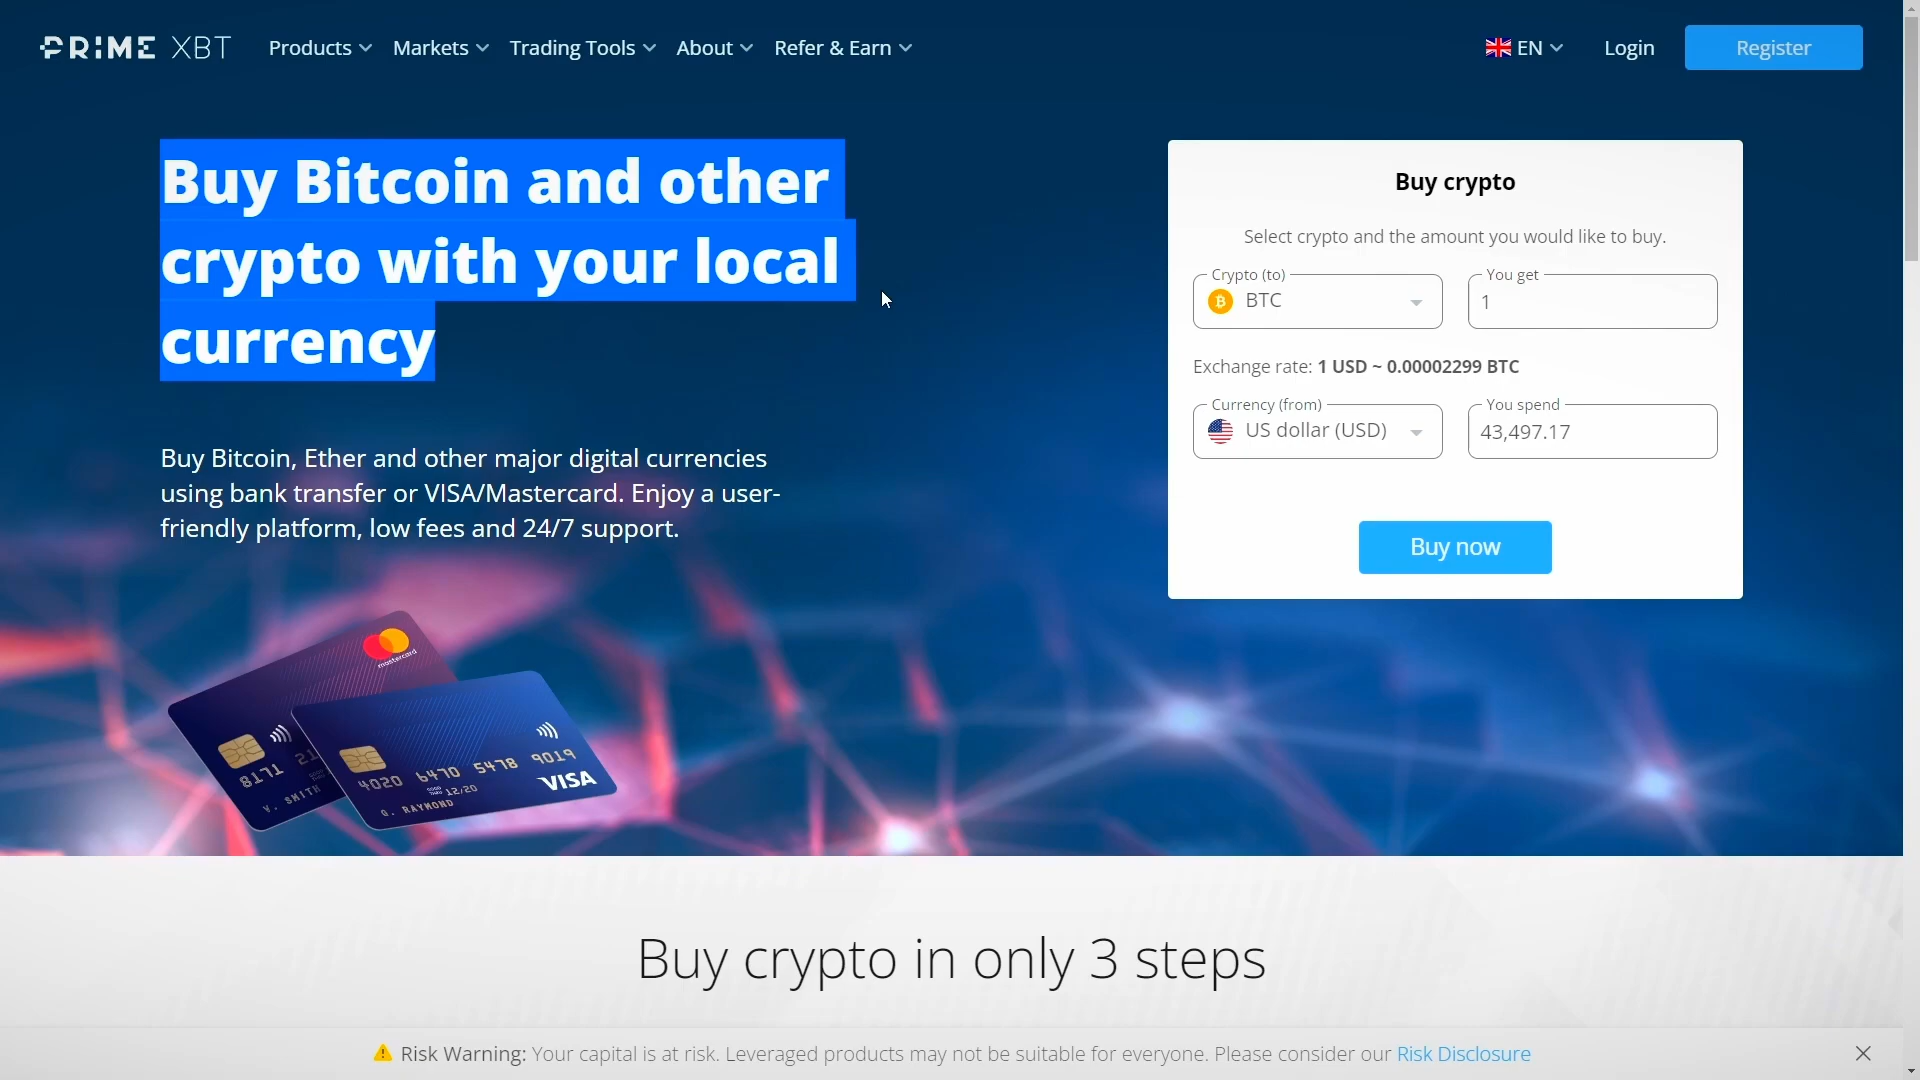 PRIME XBT
Products
Markets
Trading Tools
About
Refer & Earn
EN
Login
Register
Buy Bitcoin and other
crypto with your local
currency
Buy Bitcoin, Ether and other major digital currencies
using bank transfer or VISA/Mastercard. Enjoy a user-
friendly platform, low fees and 24/7 support.
Buy crypto
Select crypto and the amount you would like to buy.
Crypto (to)
BTC
You get
1
Exchange rate: 1 USD ~ 0.00002299 BTC
Currency (from)
US dollar (USD)
You spend
43,497.17
Buy now
mastercard
8171 21
V. SMITH
4020 6470 5478 9019
12/20
G. RAYMOND
VISA
Buy crypto in only 3 steps
Risk Warning: Your capital is at risk. Leveraged products may not be suitable for everyone. Please consider our Risk Disclosure